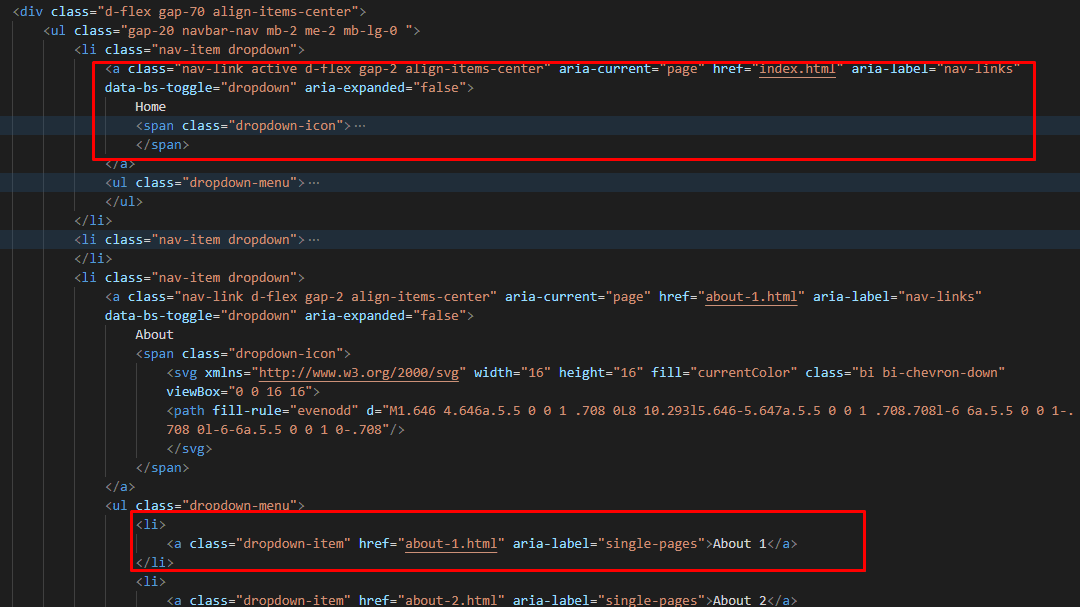 <div class="d-flex gap-70 align-items-center">
<ul class="gap-20 navbar-nav mb-2 me-2 mb-lg-0 ">
<li class="nav-item dropdown">
<a class="nav-link active d-flex gap-2 align-items-center" aria-current="page" href="index.html" aria-label="nav-links"
data-bs-toggle="dropdown" aria-expanded="false">
Home
<span class="dropdown-icon">⋯
</span>
</a>
<ul class="dropdown-menu">⋯
</ul>
</li>
<li class="nav-item dropdown">⋯
</li>
<li class="nav-item dropdown">
<a class="nav-link d-flex gap-2 align-items-center" aria-current="page" href="about-1.html" aria-label="nav-links"
data-bs-toggle="dropdown" aria-expanded="false">
About
<span class="dropdown-icon">
<svg xmlns="http://www.w3.org/2000/svg" width="16" height="16" fill="currentColor" class="bi bi-chevron-down"
viewBox="0 0 16 16">
<path fill-rule="evenodd" d="M1.646 4.646a.5.5 0 0 1 .708 0L8 10.293l5.646-5.647a.5.5 0 0 1 .708.708l-6 6a.5.5 0 0 1-.
708 0l-6-6a.5.5 0 0 1 0-.708"/>
</svg>
</span>
</a>
<ul class="dropdown-menu">
<li>
<a class="dropdown-item" href="about-1.html" aria-label="single-pages">About 1</a>
</li>
<li>
<a class="dropdown-item" href="about-2.html" aria-label="single-pages">About 2</a>